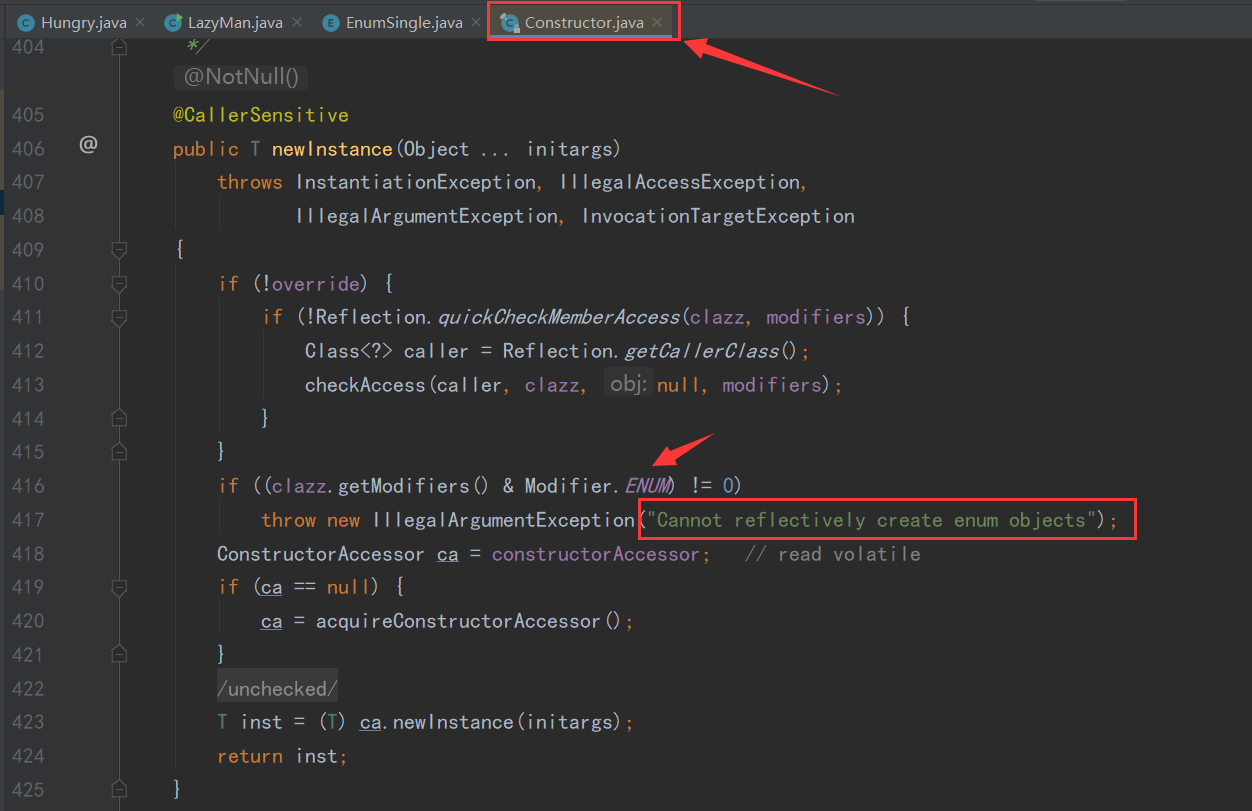 Hungry.java LazyMan.java EnumSingle.java Constructor.java
404 */
@NotNull()
405 @CallerSensitive
406 @ public T newInstance(Object ... initargs)
407 throws InstantiationException, IllegalAccessException,
408 IllegalArgumentException, InvocationTargetException
409 {
410 if (!override) {
411 if (!Reflection.quickCheckMemberAccess(clazz, modifiers)) {
412 Class<?> caller = Reflection.getCallerClass();
413 checkAccess(caller, clazz, obj: null, modifiers);
414 }
415 }
416 if ((clazz.getModifiers() & Modifier.ENUM) != 0)
417 throw new IllegalArgumentException("Cannot reflectively create enum objects");
418 ConstructorAccessor ca = constructorAccessor; // read volatile
419 if (ca == null) {
420 ca = acquireConstructorAccessor();
421 }
422 /unchecked/
423 T inst = (T) ca.newInstance(initargs);
424 return inst;
425 }